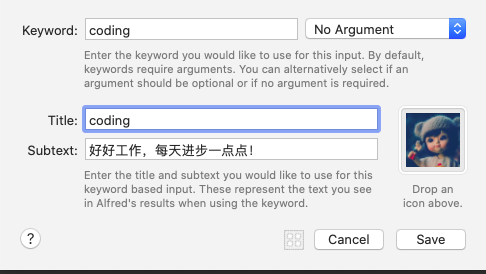 Keyword: coding No Argument
Enter the keyword you would like to use for this input. By default,
keywords require arguments. You can alternatively select if an
argument should be optional or if no argument is required.
Title: coding
Subtext: 好好工作，每天进步一点点！
Enter the title and subtext you would like to use for this
keyword based input. These represent the text you see
in Alfred's results when using the keyword.
Drop an
icon above.
? Cancel Save